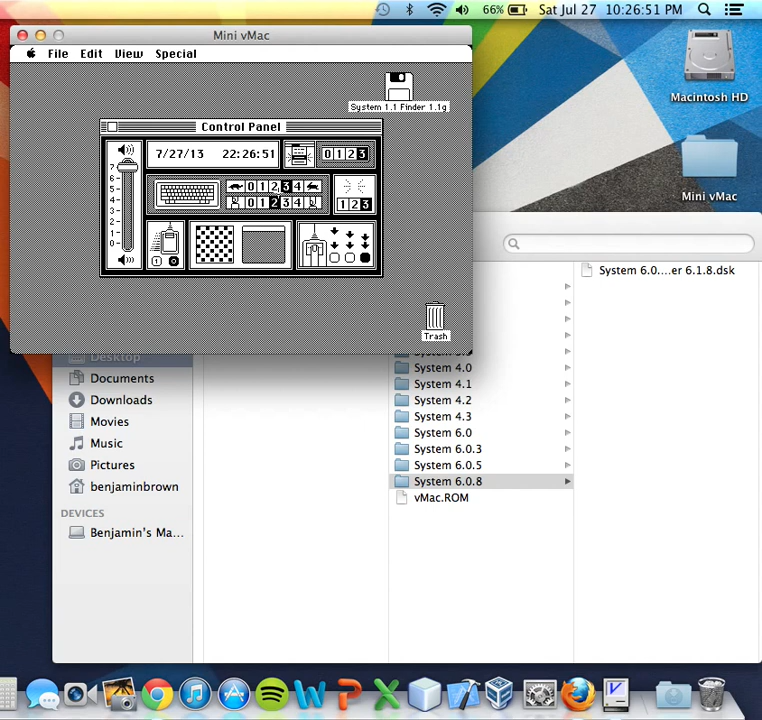 66% Sat Jul 27 10:26:51 PM
Mini vMac
File Edit View Special
System 1.1 Finder 1.1g
Macintosh HD
Control Panel
7/27/13 22:26:51
0 1 2 3
7
6
5
4
3
2
1
0
0 1 2 3 4
0 1 2 3 4
1 2 3
1 0
Trash
Mini vMac
System 6.0....er 6.1.8.dsk
Desktop
Documents
Downloads
Movies
Music
Pictures
benjaminbrown
DEVICES
Benjamin's Ma...
System 4.0
System 4.1
System 4.2
System 4.3
System 6.0
System 6.0.3
System 6.0.5
System 6.0.8
vMac.ROM